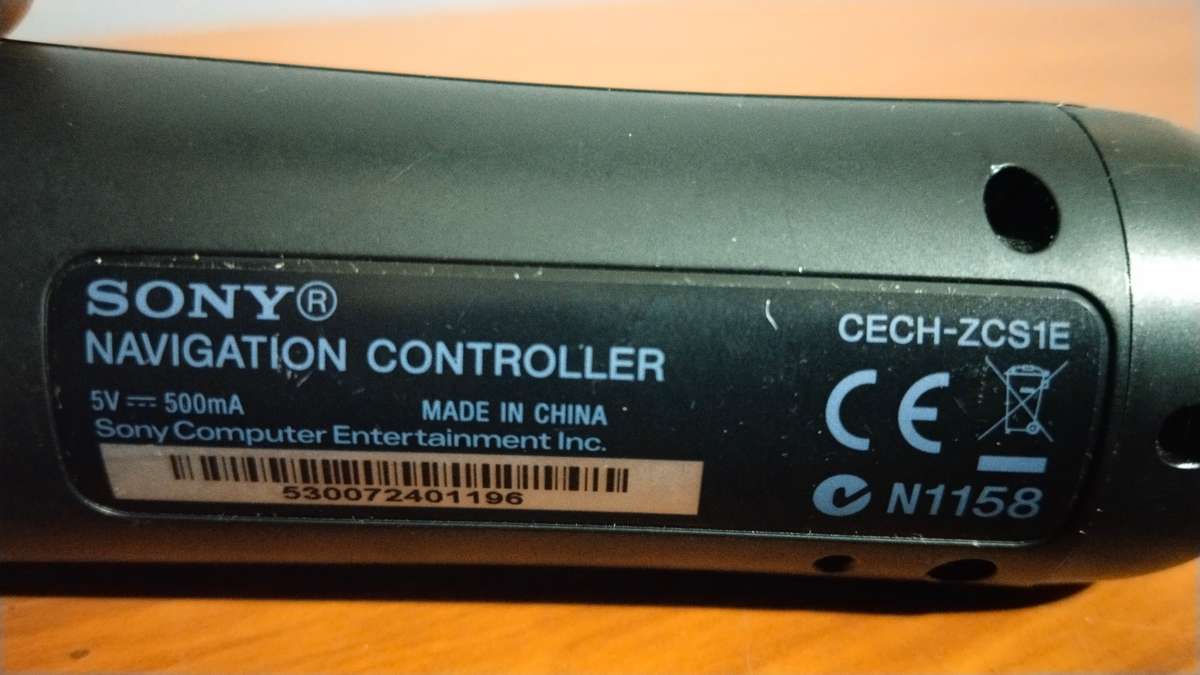 SONY®
NAVIGATION CONTROLLER
5V ⎓ 500mA MADE IN CHINA
Sony Computer Entertainment Inc.
530072401196
CECH-ZCS1E
CE
N1158